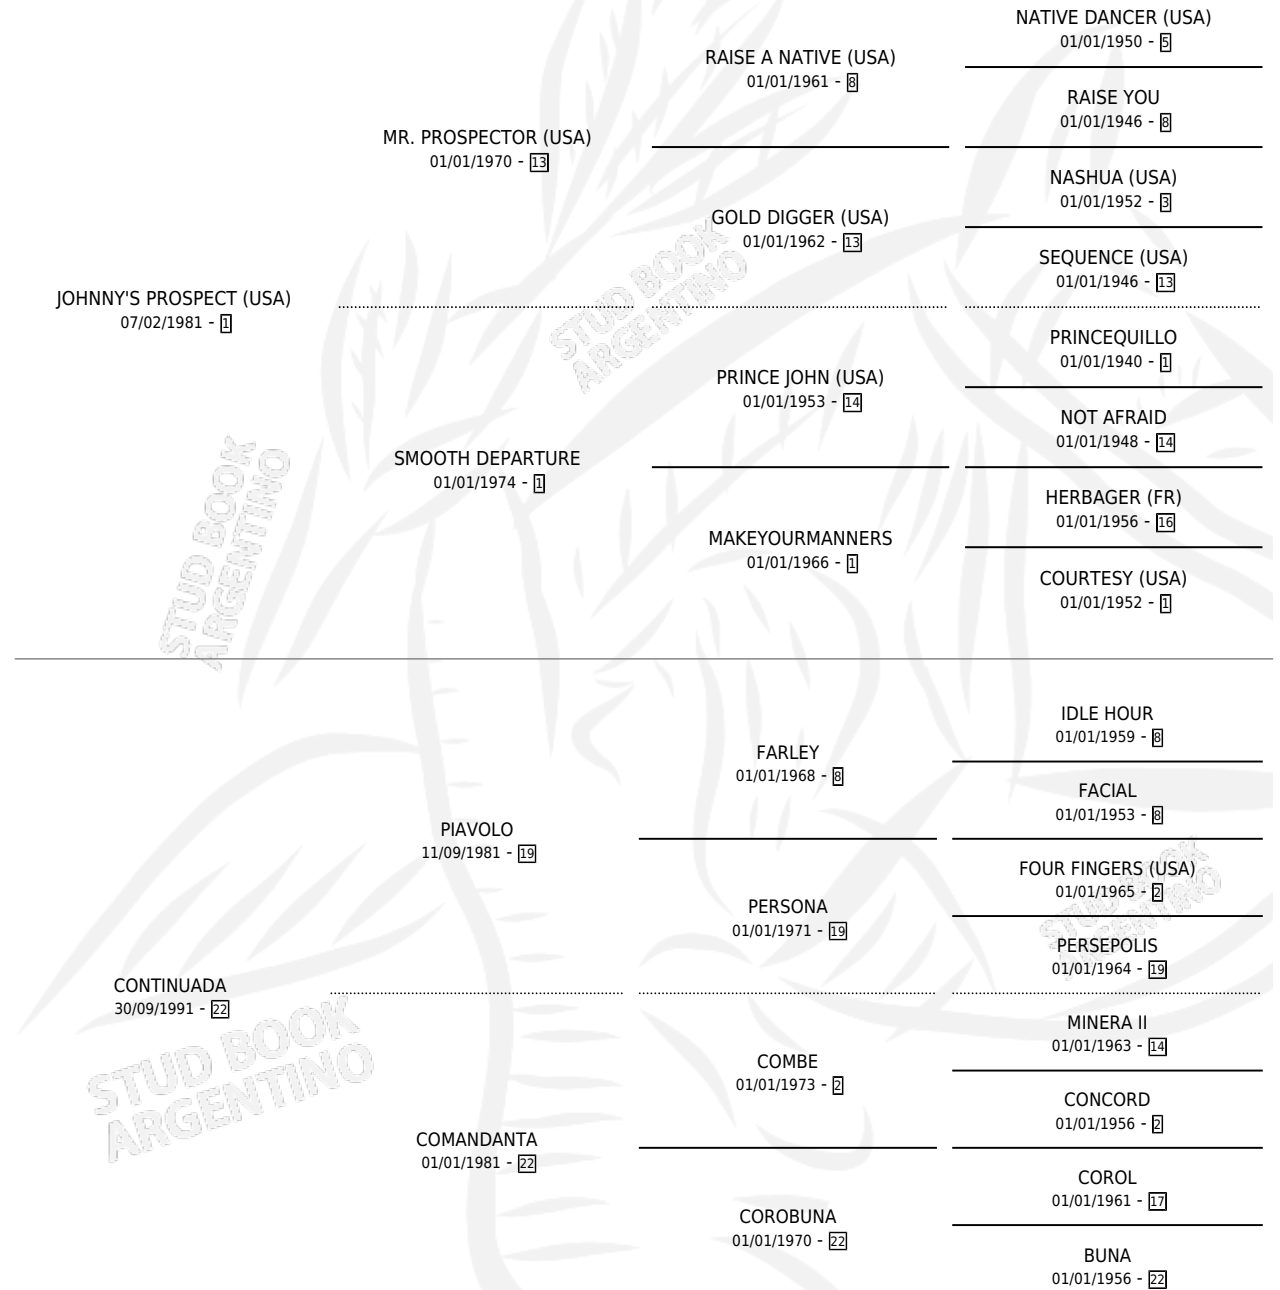 NATIVE DANCER (USA)
01/01/1950 - 5
RAISE A NATIVE (USA)
01/01/1961 - 8
RAISE YOU
01/01/1946 - 8
MR. PROSPECTOR (USA)
01/01/1970 - 13
NASHUA (USA)
01/01/1952 - 3
GOLD DIGGER (USA)
01/01/1962 - 13
SEQUENCE (USA)
01/01/1946 - 13
JOHNNY'S PROSPECT (USA)
07/02/1981 - 1
PRINCEQUILLO
01/01/1940 - 1
PRINCE JOHN (USA)
01/01/1953 - 14
NOT AFRAID
01/01/1948 - 14
SMOOTH DEPARTURE
01/01/1974 - 1
HERBAGER (FR)
01/01/1956 - 16
MAKEYOURMANNERS
01/01/1966 - 1
COURTESY (USA)
01/01/1952 - 1
IDLE HOUR
01/01/1959 - 8
FARLEY
01/01/1968 - 8
FACIAL
01/01/1953 - 8
PIAVOLO
11/09/1981 - 19
FOUR FINGERS (USA)
01/01/1965 - 2
PERSONA
01/01/1971 - 19
PERSEPOLIS
01/01/1964 - 19
CONTINUADA
30/09/1991 - 22
MINERA II
01/01/1963 - 14
COMBE
01/01/1973 - 2
CONCORD
01/01/1956 - 2
COMANDANTA
01/01/1981 - 22
COROL
01/01/1961 - 17
COROBUNA
01/01/1970 - 22
BUNA
01/01/1956 - 22
STUD BOOK
ARGENTINO
STUD BOOK
ARGENTINO
STUD BOOK
ARGENTINO
STUD BOOK
ARGENTINO